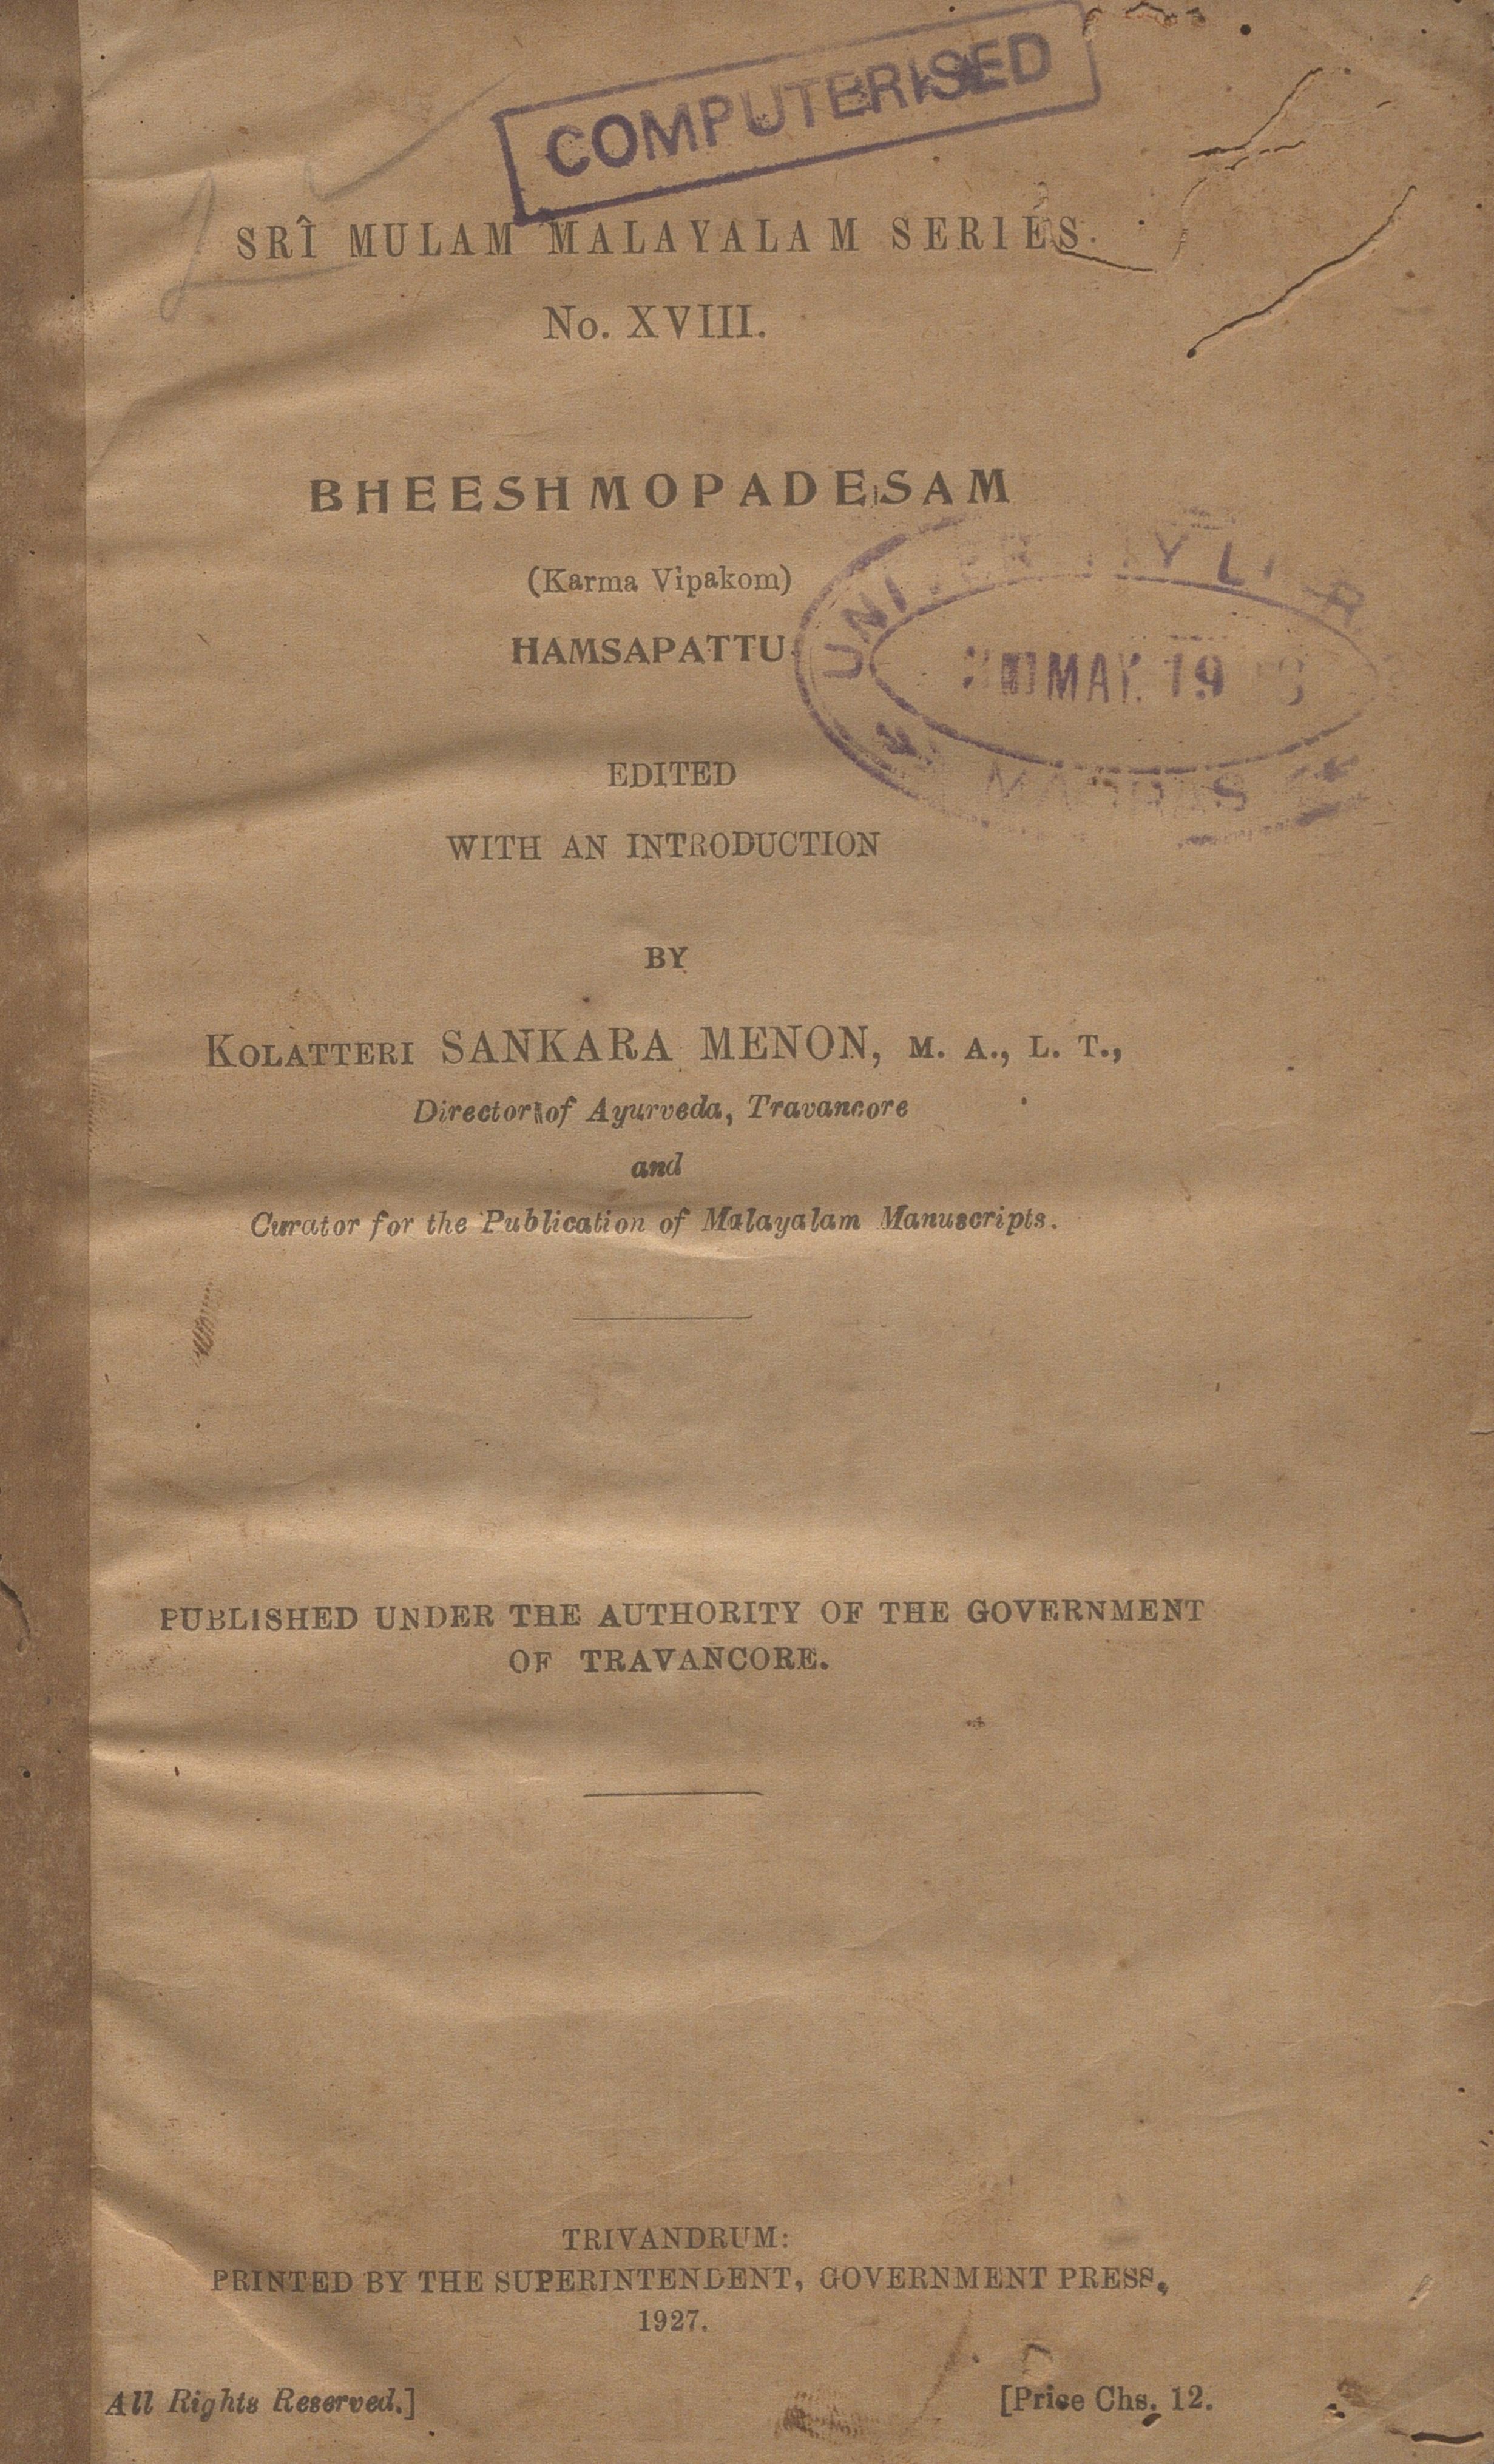 COMPUTERISED
SRÎ MULAM MALAYALAM SERIES.
No. XVIII.
BHEESHMOPADESAM
(Karma Vipakom)
HAMSAPATTU.
MAY. 19
MADRAS
EDITED
WITH AN INTRODUCTION
BY
KOLATTERI SANKARA MENON, M. A., L. T.,
Director of Ayurveda, Travancore
and
Curator for the Publication of Malayalam Manuscripts.
PUBLISHED UNDER THE AUTHORITY OF THE GOVERNMENT
OF TRAVANCORE.
TRIVANDRUM:
PRINTED BY THE SUPERINTENDENT, GOVERNMENT PRESS,
1927.
All Rights Reserved.]
[Price Chs. 12.